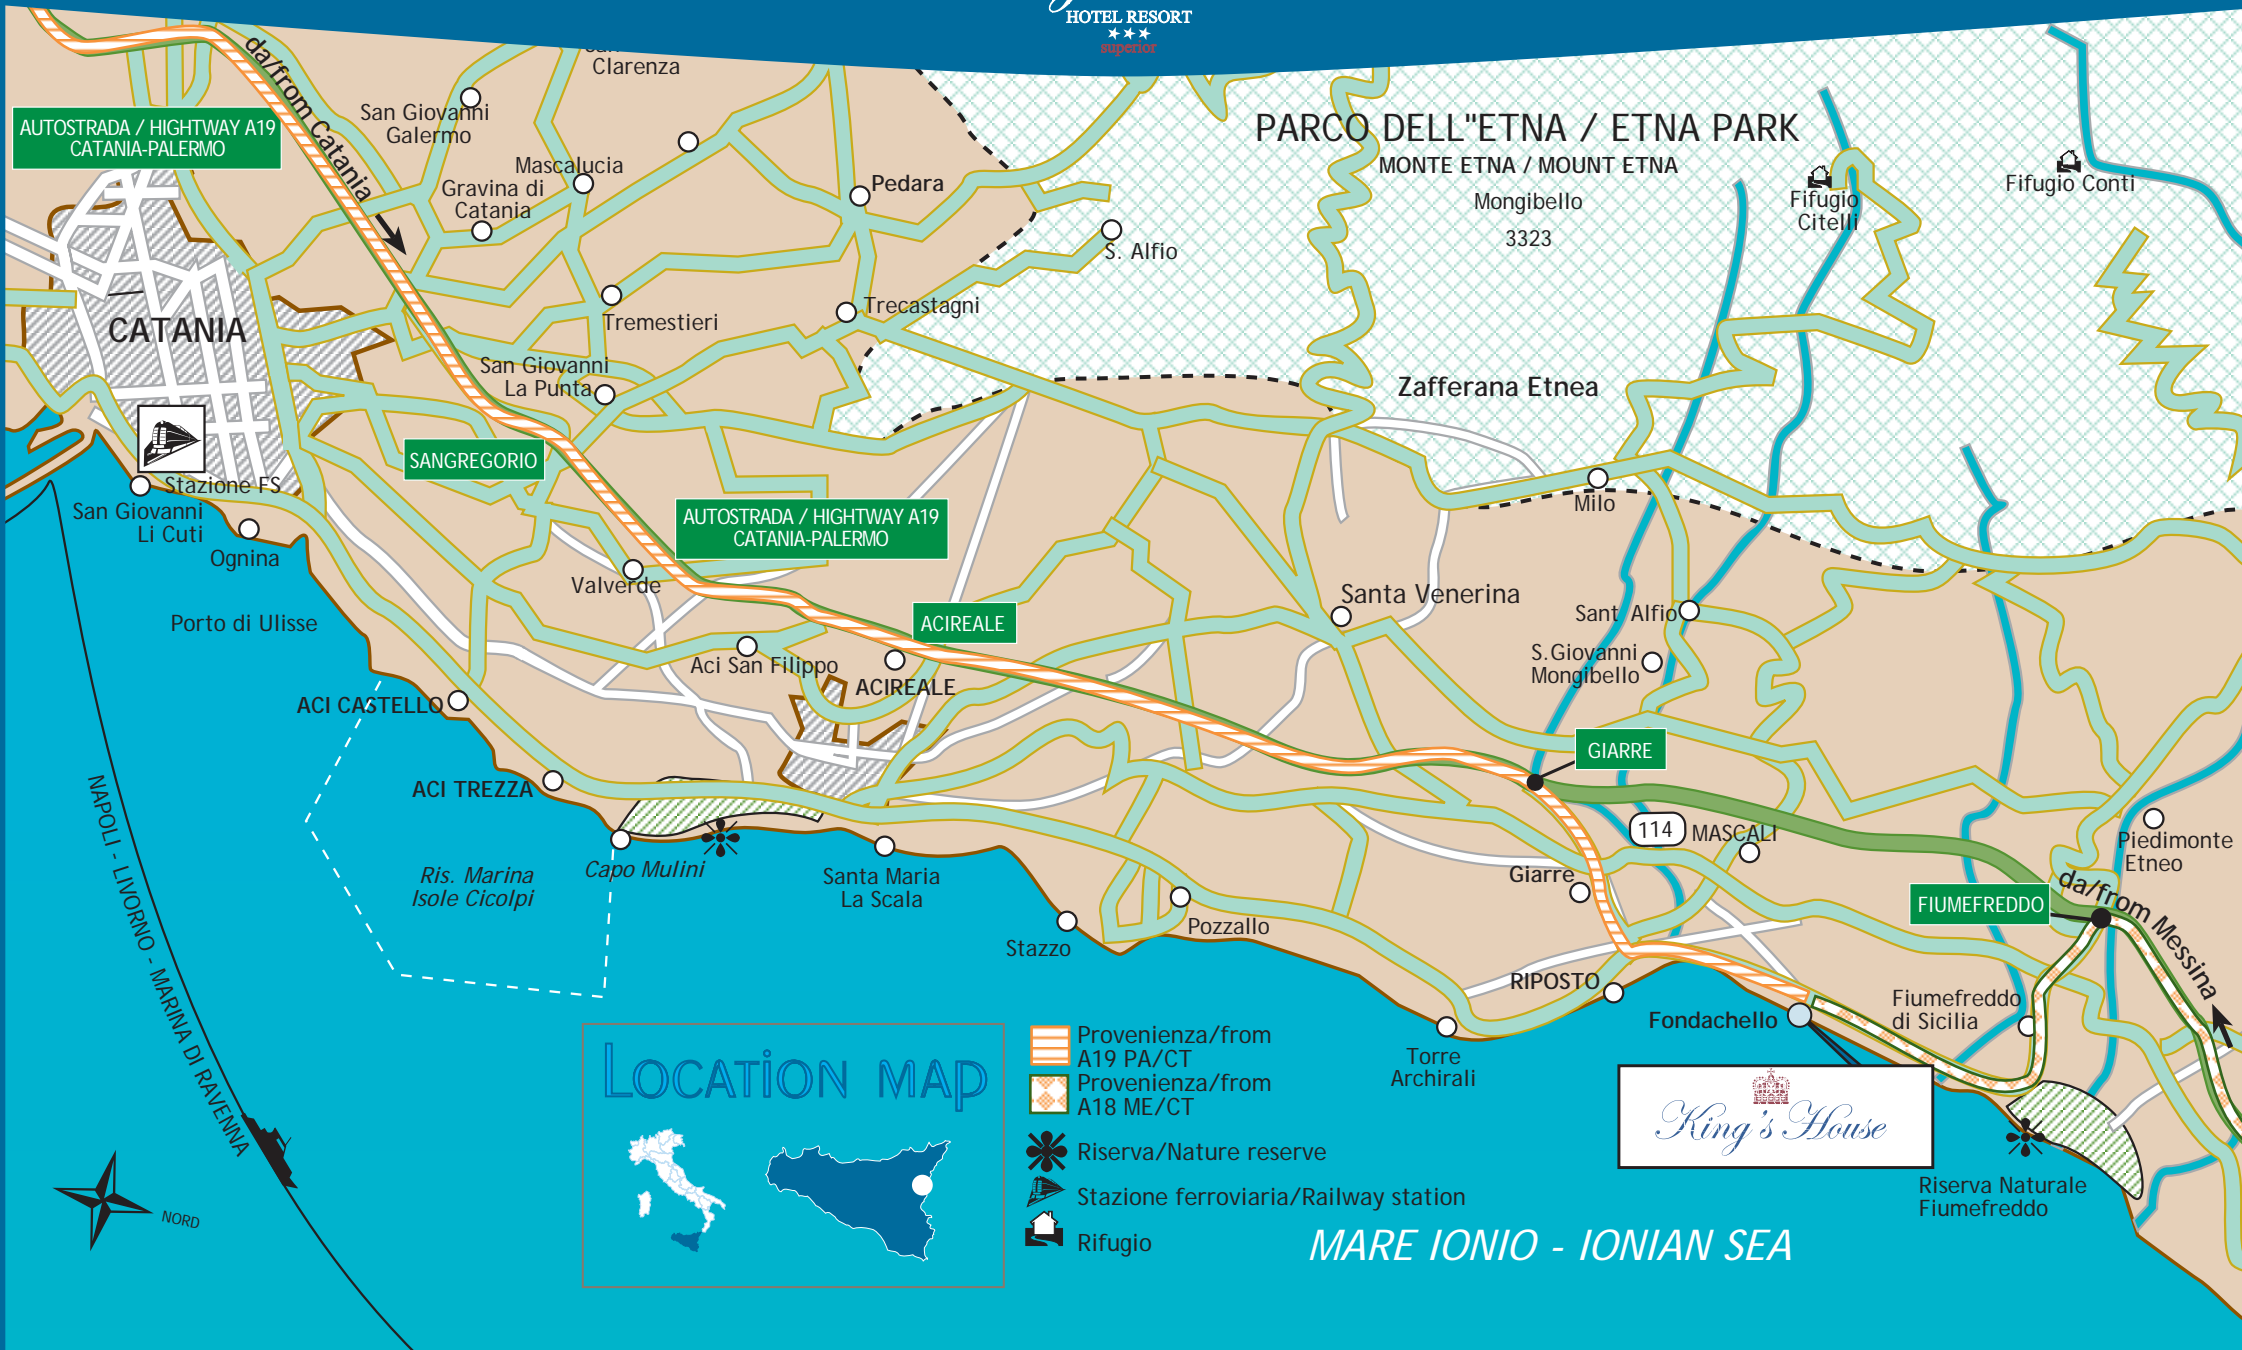 HOTEL RESORT
superior
Clarenza
da/from Catania
AUTOSTRADA / HIGHTWAY A19
CATANIA-PALERMO
San Giovanni
Galermo
Mascalucia
Gravina di
Catania
Pedara
S. Alfio
PARCO DELL"ETNA / ETNA PARK
MONTE ETNA / MOUNT ETNA
Mongibello
3323
Fifugio
Citelli
Fifugio Conti
CATANIA
Tremestieri
Trecastagni
San Giovanni
La Punta
Zafferana Etnea
SANGREGORIO
Stazione FS
San Giovanni
Li Cuti
Ognina
AUTOSTRADA / HIGHTWAY A19
CATANIA-PALERMO
Milo
Valverde
Porto di Ulisse
ACIREALE
Santa Venerina
Sant' Alfio
Aci San Filippo
ACIREALE
S.Giovanni
Mongibello
ACI CASTELLO
GIARRE
ACI TREZZA
114
MASCALI
Piedimonte
Etneo
Capo Mulini
Ris. Marina
Isole Cicolpi
Santa Maria
La Scala
Giarre
FIUMEFREDDO
da/from Messina
Stazzo
Pozzallo
RIPOSTO
Fondachello
Fiumefreddo
di Sicilia
NAPOLI - LIVORNO - MARINA DI RAVENNA
Torre
Archirali
LOCATION MAP
Provenienza/from
A19 PA/CT
Provenienza/from
A18 ME/CT
Riserva/Nature reserve
Stazione ferroviaria/Railway station
Rifugio
King's House
Riserva Naturale
Fiumefreddo
NORD
MARE IONIO - IONIAN SEA